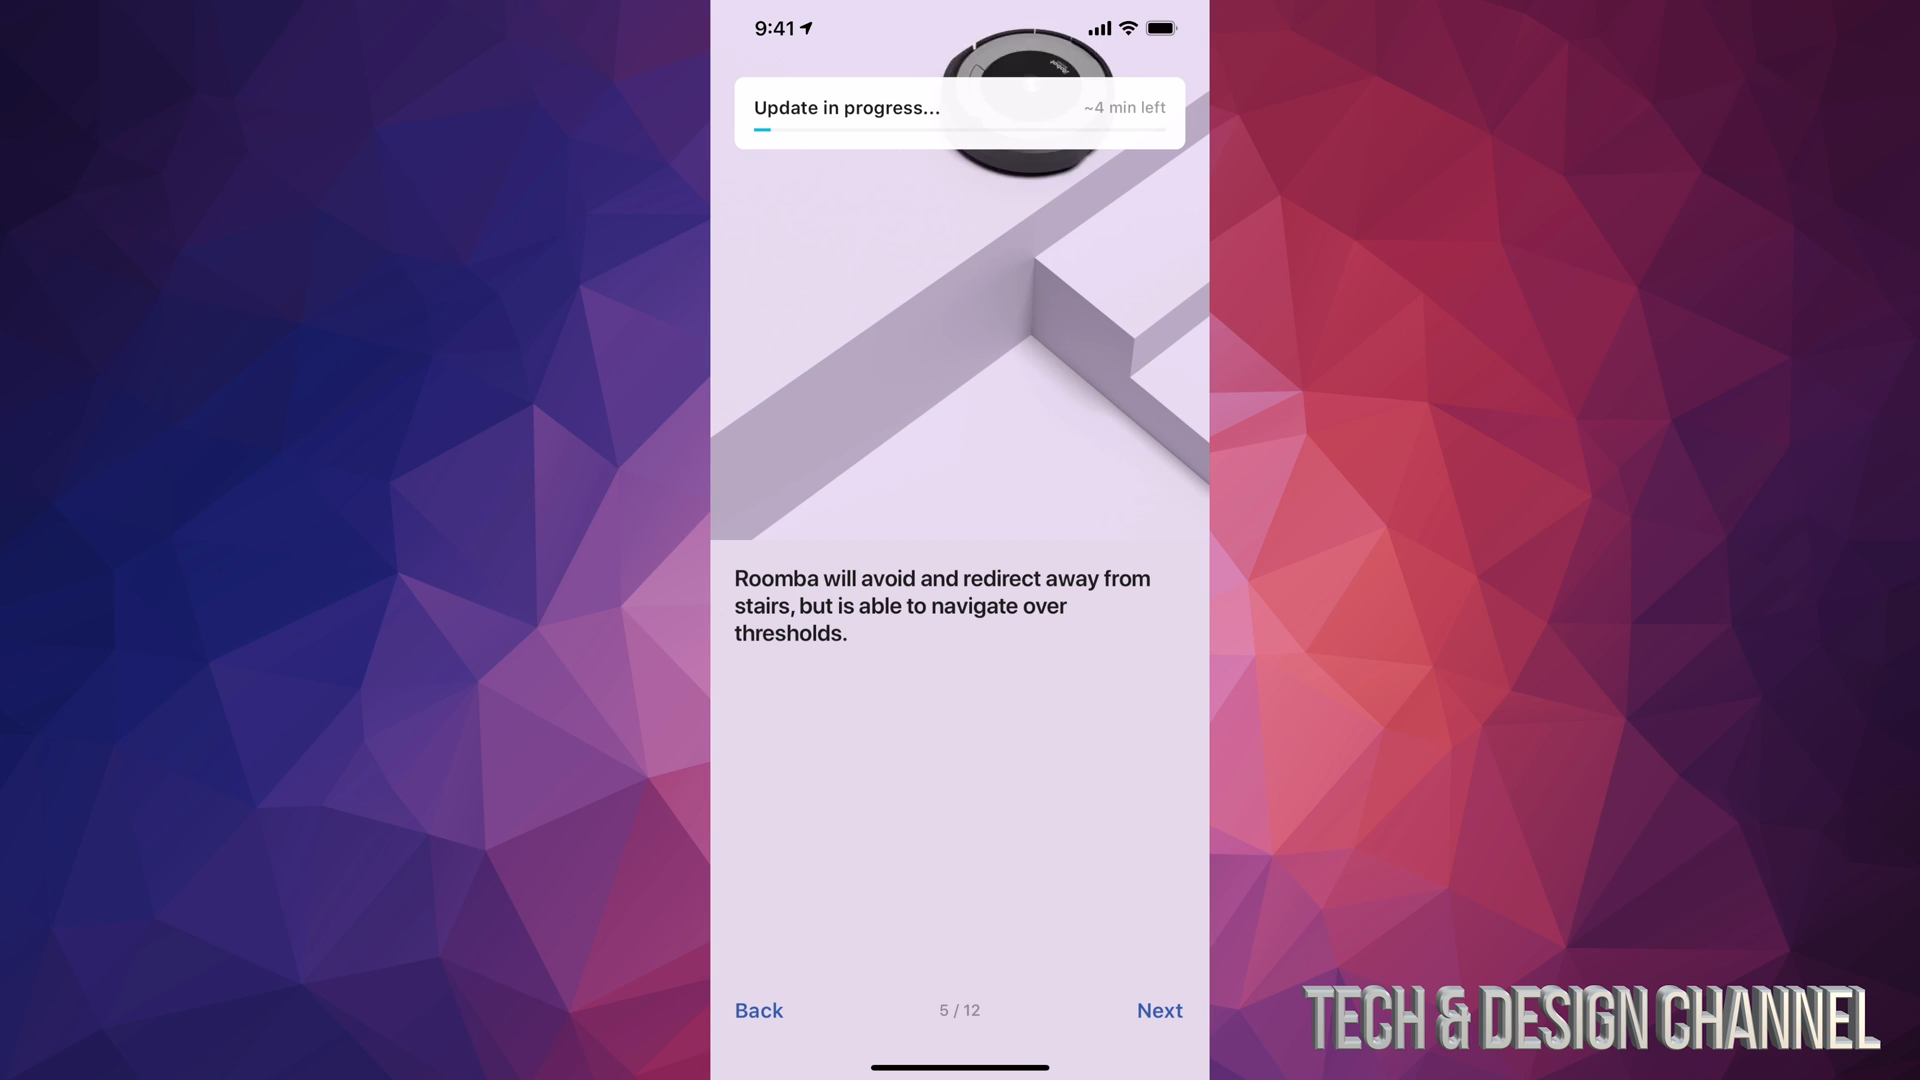 9:41
Update in progress...
~4 min left
Roomba will avoid and redirect away from
stairs, but is able to navigate over
thresholds.
Back
5 / 12
Next
TECH & DESIGN CHANNEL